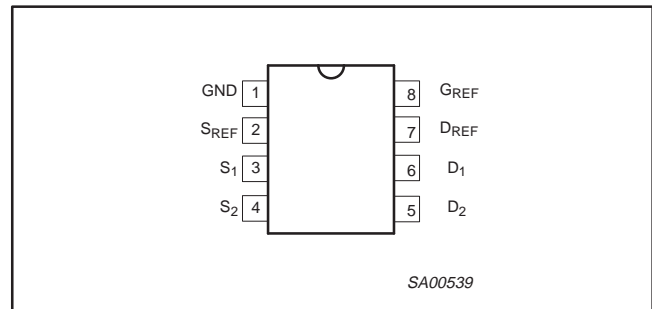 GND 1 8 GREF
SREF 2 7 DREF
S1 3 6 D1
S2 4 5 D2
SA00539